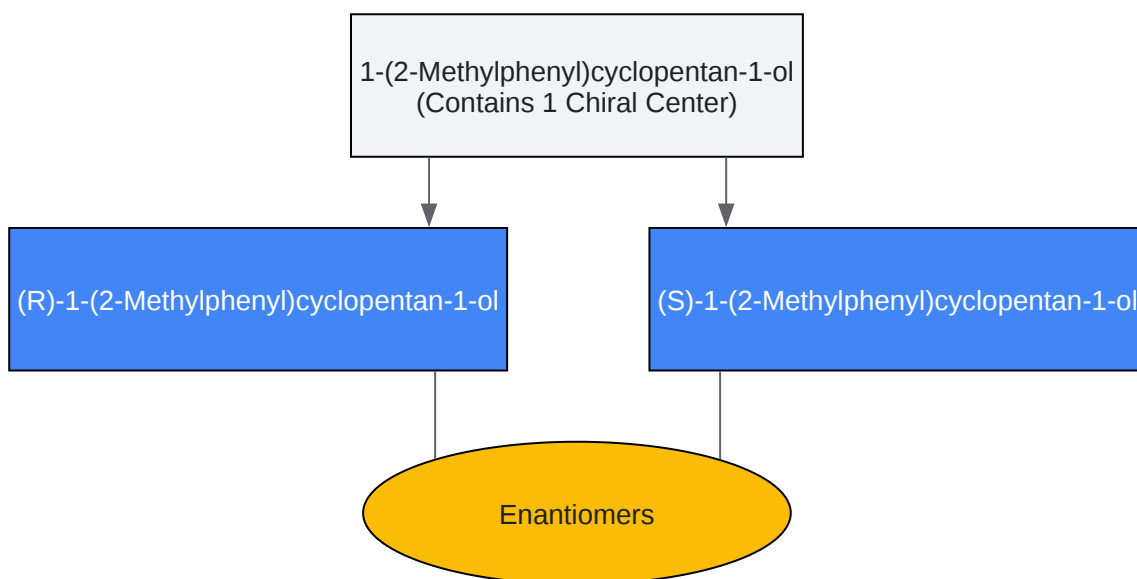 1-(2-Methylphenyl)cyclopentan-1-ol
(Contains 1 Chiral Center)
(R)-1-(2-Methylphenyl)cyclopentan-1-ol
(S)-1-(2-Methylphenyl)cyclopentan-1-ol
Enantiomers